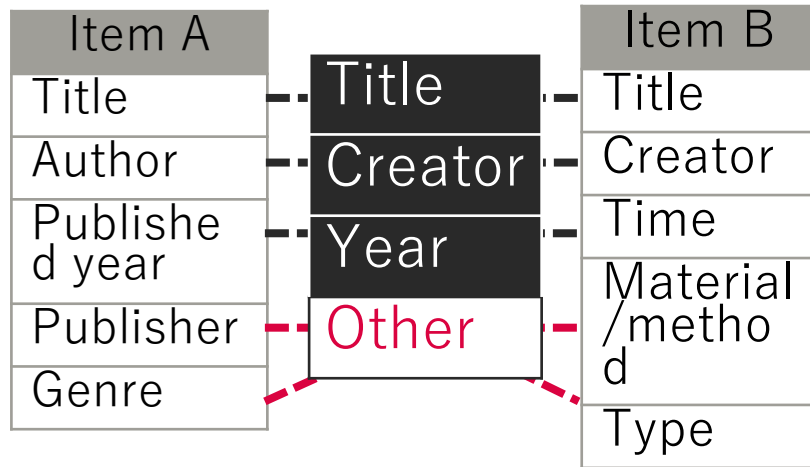 Item A
Title
Author
Publishe
d year
Publisher
Genre
Title
Creator
Year
Other
Item B
Title
Creator
Time
Material
/metho
d
Type